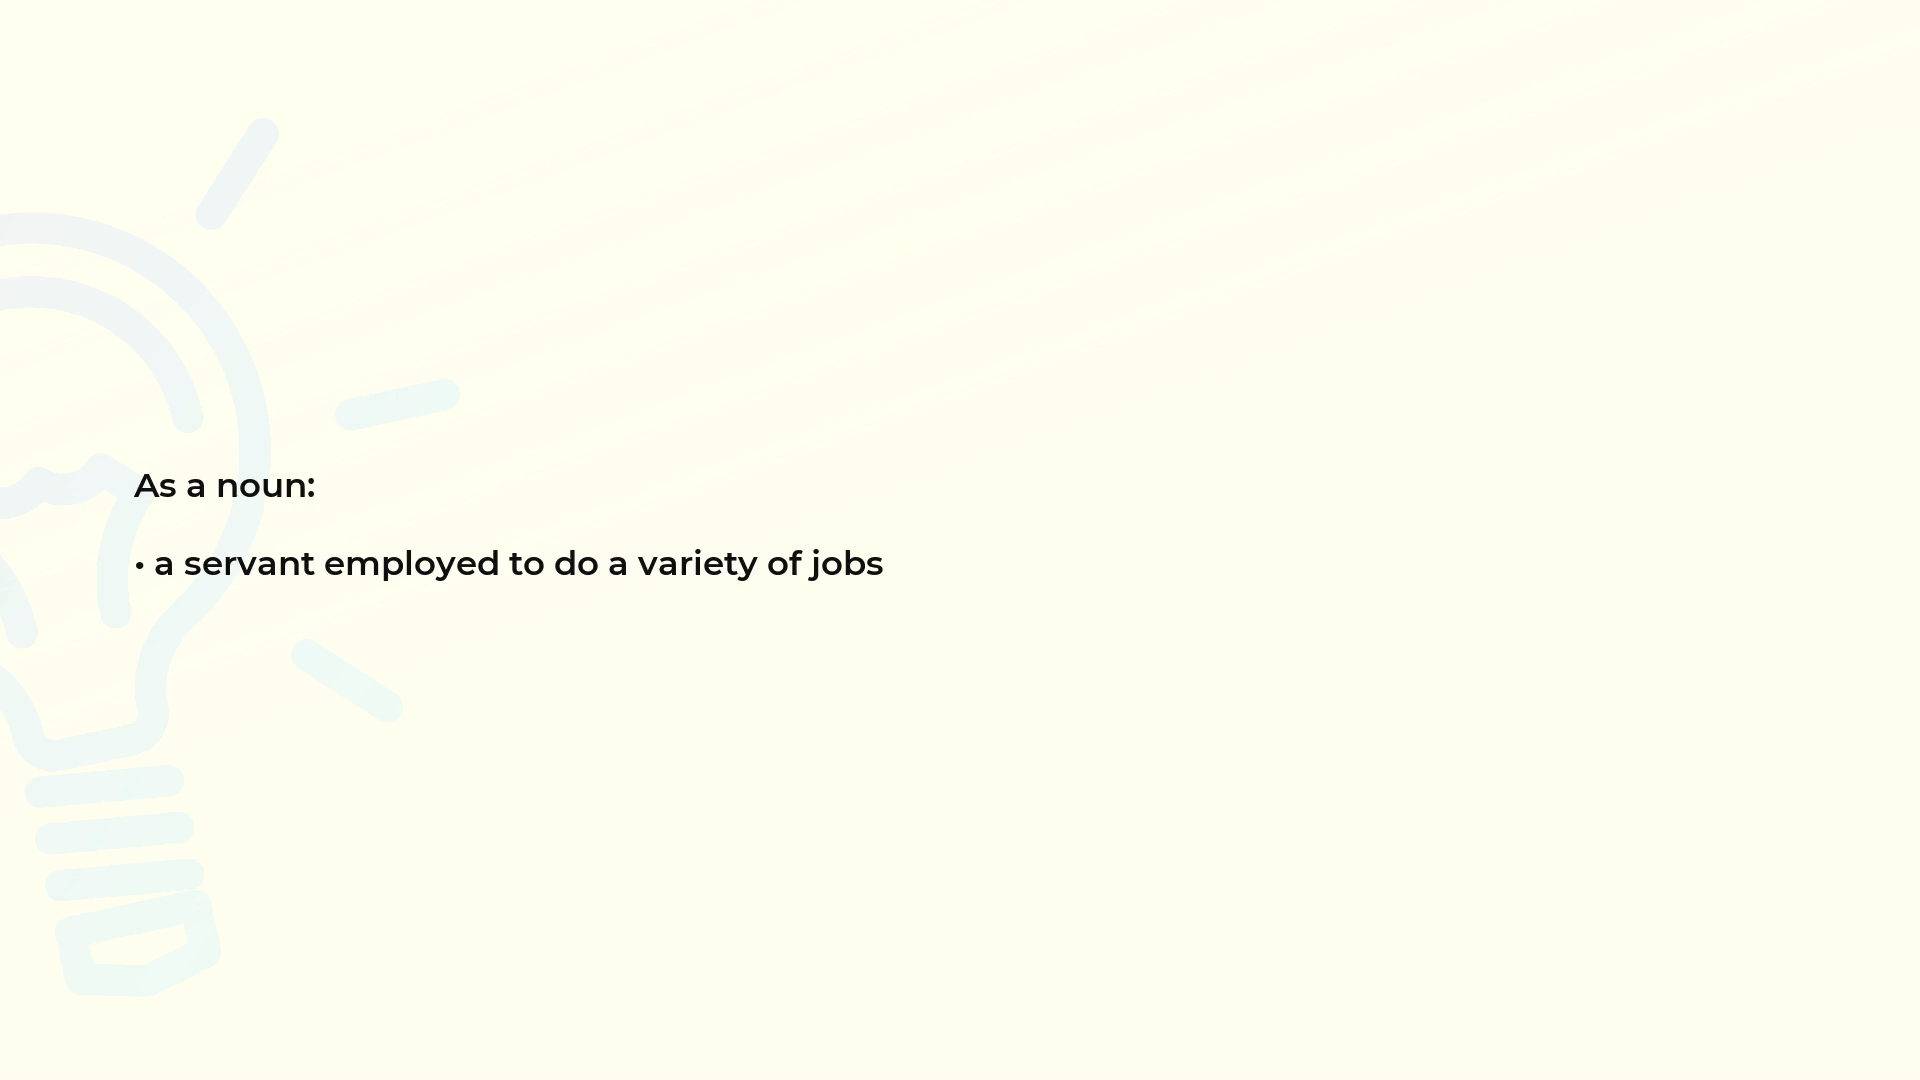 As a noun:
• a servant employed to do a variety of jobs